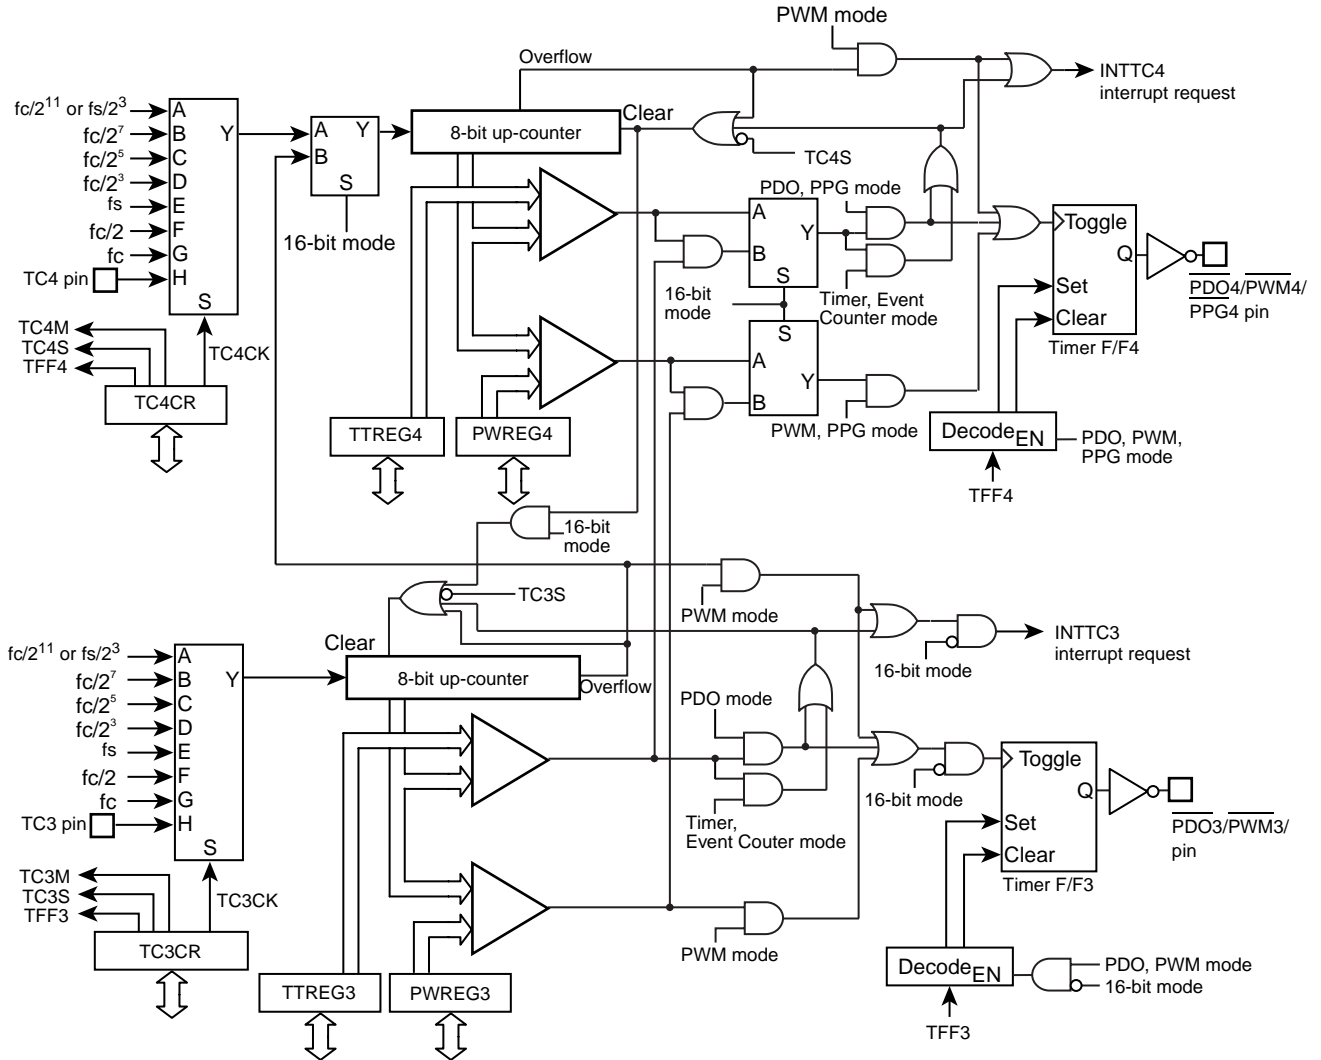 PWM mode
Overflow
INTTC4
interrupt request
fc/2¹¹ or fs/2³
fc/2⁷
fc/2⁵
fc/2³
fs
fc/2
fc
TC4 pin
A
B
C
D
E
F
G
H
Y
S
A
B
Y
S
16-bit mode
8-bit up-counter
Clear
TC4S
PDO, PPG mode
A
B
Y
S
16-bit
mode
Timer, Event
Counter mode
S
A
B
Y
PWM, PPG mode
Toggle
Q
Set
Clear
Timer F/F4
PDO4/PWM4/
PPG4 pin
TC4M
TC4S
TFF4
TC4CK
TC4CR
TTREG4
PWREG4
Decode EN
PDO, PWM,
PPG mode
TFF4
16-bit
mode
TC3S
PWM mode
INTTC3
interrupt request
16-bit mode
Clear
8-bit up-counter
Overflow
fc/2¹¹ or fs/2³
fc/2⁷
fc/2⁵
fc/2³
fs
fc/2
fc
TC3 pin
A
B
C
D
E
F
G
H
Y
S
PDO mode
Timer,
Event Couter mode
16-bit mode
Toggle
Q
Set
Clear
Timer F/F3
PDO3/PWM3/
pin
TC3M
TC3S
TFF3
TC3CK
TC3CR
TTREG3
PWREG3
PWM mode
Decode EN
PDO, PWM mode
16-bit mode
TFF3